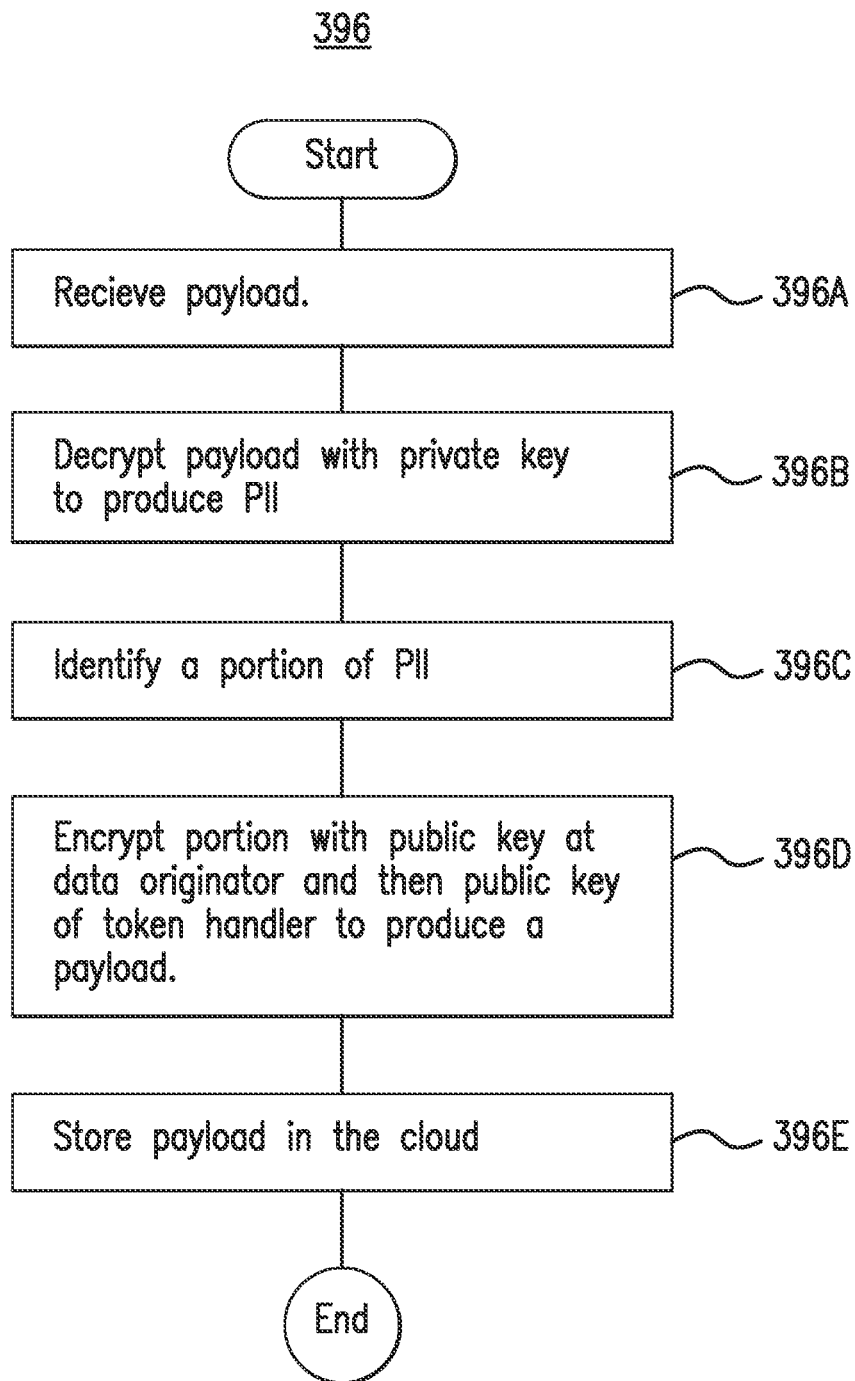 396
Start
Recieve payload.
396A
Decrypt payload with private key
to produce PII
396B
Identify a portion of PII
396C
Encrypt portion with public key at
data originator and then public key
of token handler to produce a
payload.
396D
Store payload in the cloud
396E
End